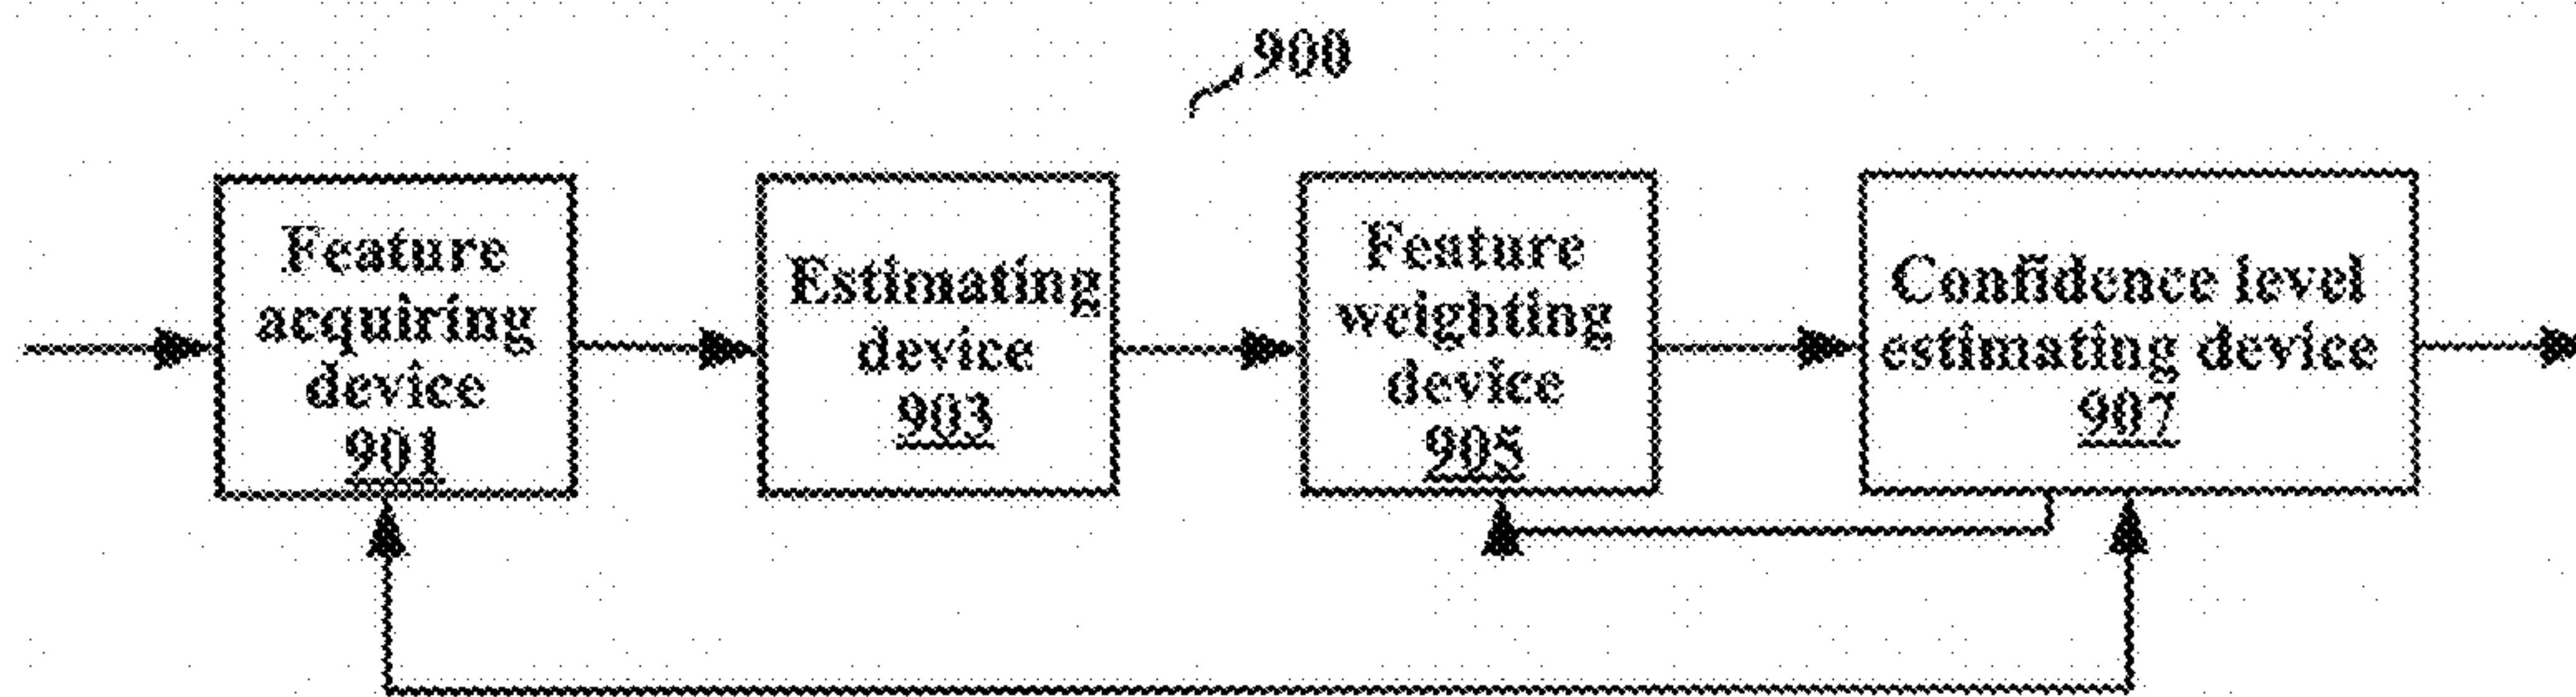 900
Feature
acquiring
device
901
Estimating
device
903
Feature
weighting
device
905
Confidence level
estimating device
907